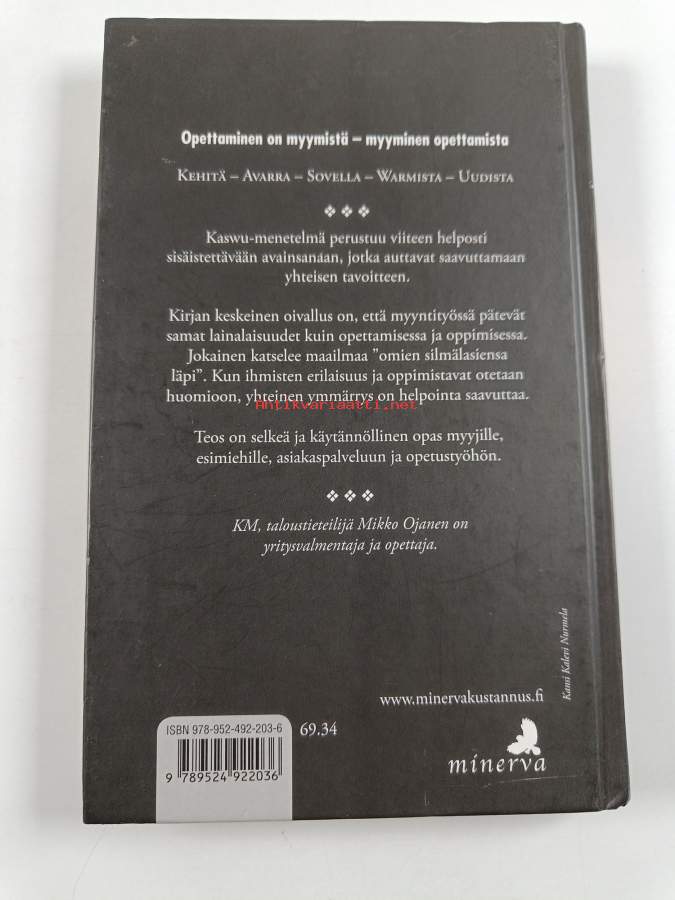 Opettaminen on myymistä – myyminen opettamista
Kehitä – Avarra – Sovella – Warmista – Uudista
Kaswu-menetelmä perustuu viiteen helposti
sisäistettävään avainsanaan, jotka auttavat saavuttamaan
yhteisen tavoitteen.
Kirjan keskeinen oivallus on, että myyntityössä pätevät
samat lainalaisuudet kuin opettamisessa ja oppimisessa.
Jokainen katselee maailmaa ”omien silmälasiensa
läpi”. Kun ihmisten erilaisuus ja oppimistavat otetaan
huomioon, yhteinen ymmärrys on helpointa saavuttaa.
Antikvariaatti.net
Teos on selkeä ja käytännöllinen opas myyjille,
esimiehille, asiakaspalveluun ja opetustyöhön.
KM, taloustieteilijä Mikko Ojanen on
yritysvalmentaja ja opettaja.
Kansi Kalevi Nurmela
www.minervakustannus.fi
ISBN 978-952-492-203-6
69.34
9 789524 922036
minerva